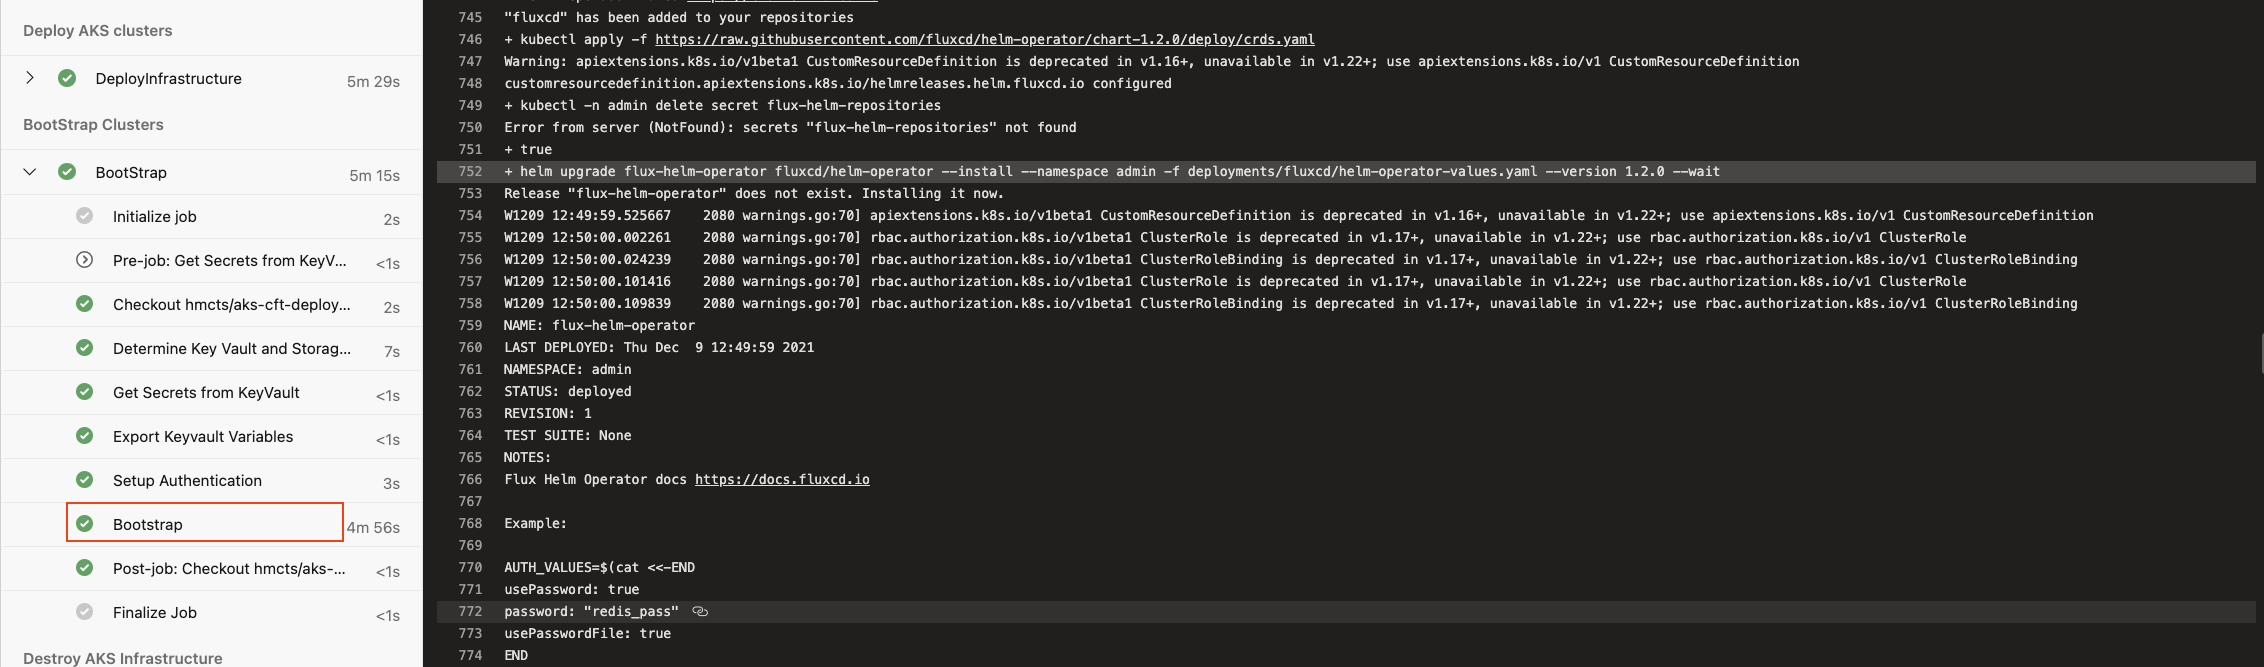 Deploy AKS clusters
DeployInfrastructure 5m 29s
BootStrap Clusters
BootStrap 5m 15s
Initialize job 2s
Pre-job: Get Secrets from KeyV... <1s
Checkout hmcts/aks-cft-deploy... 2s
Determine Key Vault and Storag... 7s
Get Secrets from KeyVault <1s
Export Keyvault Variables <1s
Setup Authentication 3s
Bootstrap 4m 56s
Post-job: Checkout hmcts/aks-... <1s
Finalize Job <1s
Destroy AKS Infrastructure
745 "fluxcd" has been added to your repositories
746 + kubectl apply -f https://raw.githubusercontent.com/fluxcd/helm-operator/chart-1.2.0/deploy/crds.yaml
747 Warning: apiextensions.k8s.io/v1beta1 CustomResourceDefinition is deprecated in v1.16+, unavailable in v1.22+; use apiextensions.k8s.io/v1 CustomResourceDefinition
748 customresourcedefinition.apiextensions.k8s.io/helmreleases.helm.fluxcd.io configured
749 + kubectl -n admin delete secret flux-helm-repositories
750 Error from server (NotFound): secrets "flux-helm-repositories" not found
751 + true
752 + helm upgrade flux-helm-operator fluxcd/helm-operator --install --namespace admin -f deployments/fluxcd/helm-operator-values.yaml --version 1.2.0 --wait
753 Release "flux-helm-operator" does not exist. Installing it now.
754 W1209 12:49:59.525667    2080 warnings.go:70] apiextensions.k8s.io/v1beta1 CustomResourceDefinition is deprecated in v1.16+, unavailable in v1.22+; use apiextensions.k8s.io/v1 CustomResourceDefinition
755 W1209 12:50:00.002261    2080 warnings.go:70] rbac.authorization.k8s.io/v1beta1 ClusterRole is deprecated in v1.17+, unavailable in v1.22+; use rbac.authorization.k8s.io/v1 ClusterRole
756 W1209 12:50:00.024239    2080 warnings.go:70] rbac.authorization.k8s.io/v1beta1 ClusterRoleBinding is deprecated in v1.17+, unavailable in v1.22+; use rbac.authorization.k8s.io/v1 ClusterRoleBinding
757 W1209 12:50:00.101416    2080 warnings.go:70] rbac.authorization.k8s.io/v1beta1 ClusterRole is deprecated in v1.17+, unavailable in v1.22+; use rbac.authorization.k8s.io/v1 ClusterRole
758 W1209 12:50:00.109839    2080 warnings.go:70] rbac.authorization.k8s.io/v1beta1 ClusterRoleBinding is deprecated in v1.17+, unavailable in v1.22+; use rbac.authorization.k8s.io/v1 ClusterRoleBinding
759 NAME: flux-helm-operator
760 LAST DEPLOYED: Thu Dec  9 12:49:59 2021
761 NAMESPACE: admin
762 STATUS: deployed
763 REVISION: 1
764 TEST SUITE: None
765 NOTES:
766 Flux Helm Operator docs https://docs.fluxcd.io
767
768 Example:
769
770 AUTH_VALUES=$(cat <<-END
771 usePassword: true
772 password: "redis_pass"
773 usePasswordFile: true
774 END